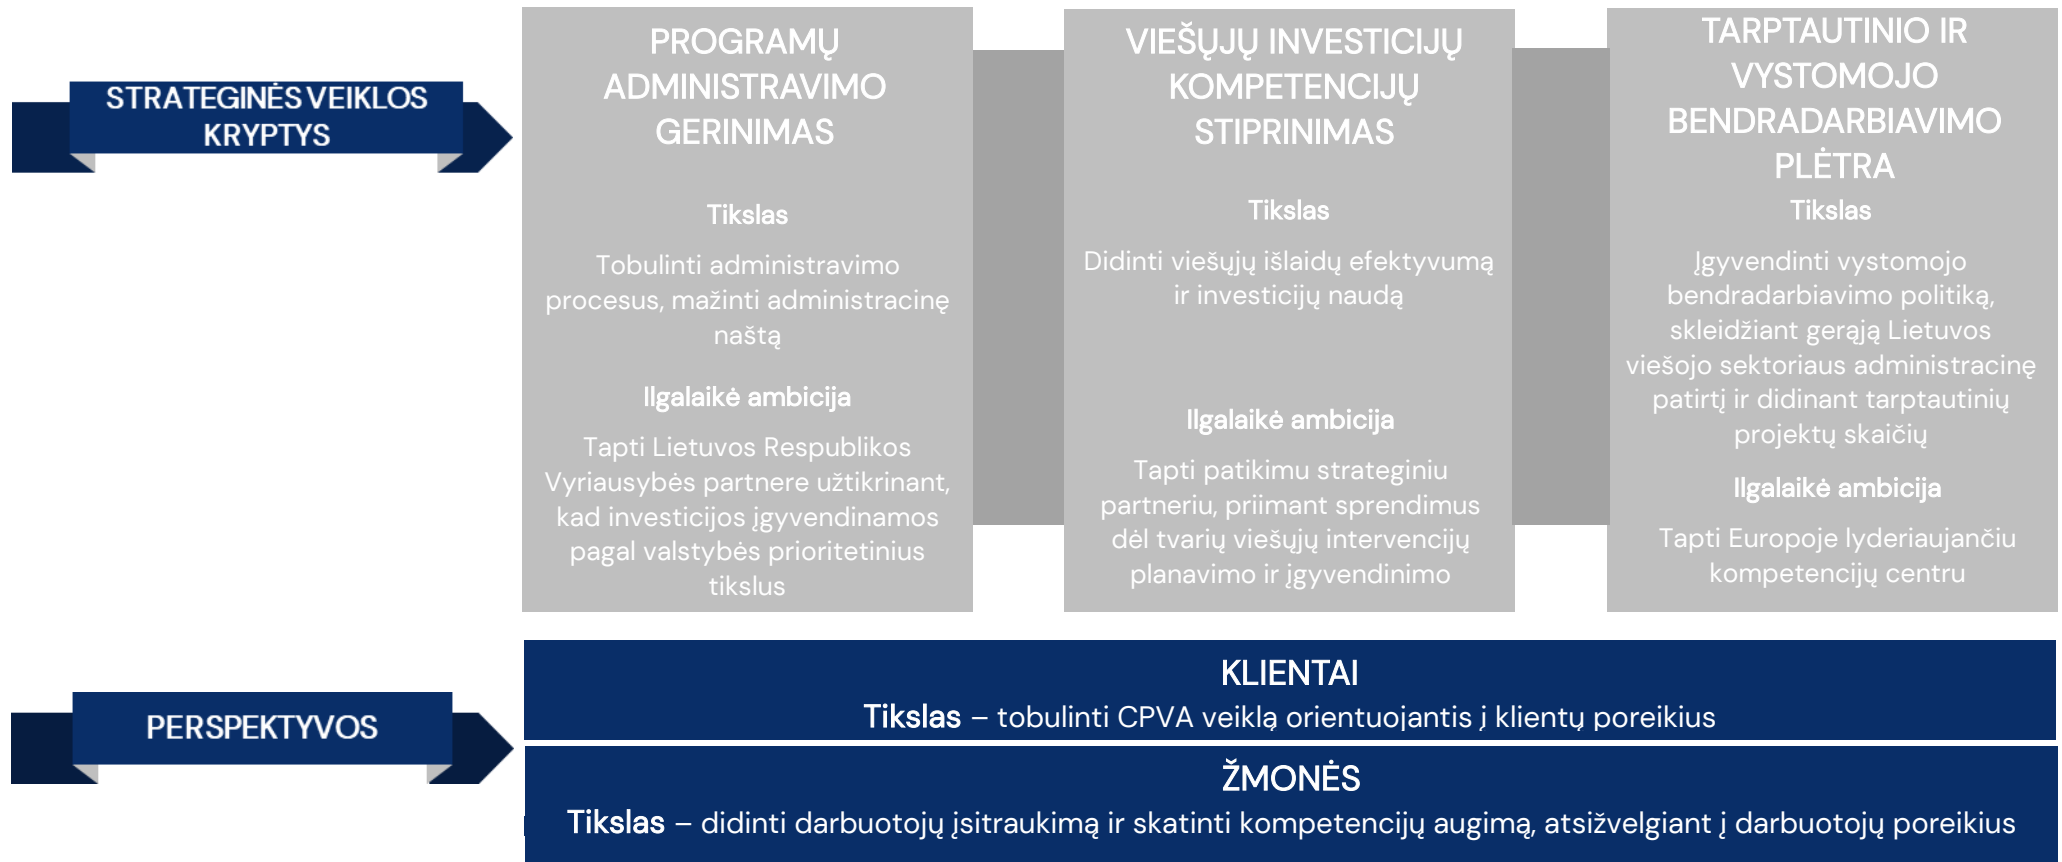 STRATEGINĖS VEIKLOS
KRYPTYS
PROGRAMŲ
ADMINISTRAVIMO
GERINIMAS
Tikslas
Tobulinti administravimo
procesus, mažinti administracinę
naštą
Ilgalaikė ambicija
Tapti Lietuvos Respublikos
Vyriausybės partnere užtikrinant,
kad investicijos įgyvendinamos
pagal valstybės prioritetinius
tikslus
VIEŠŲJŲ INVESTICIJŲ
KOMPETENCIJŲ
STIPRINIMAS
Tikslas
Didinti viešųjų išlaidų efektyvumą
ir investicijų naudą
Ilgalaikė ambicija
Tapti patikimu strateginiu
partneriu, priimant sprendimus
dėl tvarių viešųjų intervencijų
planavimo ir įgyvendinimo
TARPTAUTINIO IR
VYSTOMOJO
BENDRADARBIAVIMO
PLĖTRA
Tikslas
Įgyvendinti vystomojo
bendradarbiavimo politiką,
skleidžiant gerąją Lietuvos
viešojo sektoriaus administracinę
patirtį ir didinant tarptautinių
projektų skaičių
Ilgalaikė ambicija
Tapti Europoje lyderiaujančiu
kompetencijų centru
PERSPEKTYVOS
KLIENTAI
Tikslas – tobulinti CPVA veiklą orientuojantis į klientų poreikius
ŽMONĖS
Tikslas – didinti darbuotojų įsitraukimą ir skatinti kompetencijų augimą, atsižvelgiant į darbuotojų poreikius